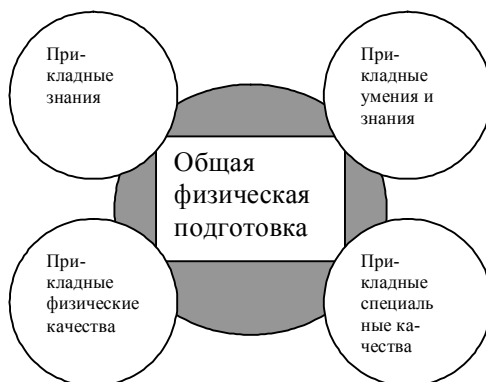 При-
кладные
знания
При-
кладные
умения и
знания
Общая
физическая
подготовка
При-
кладные
физические
качества
При-
кладные
специаль
ные ка-
чества